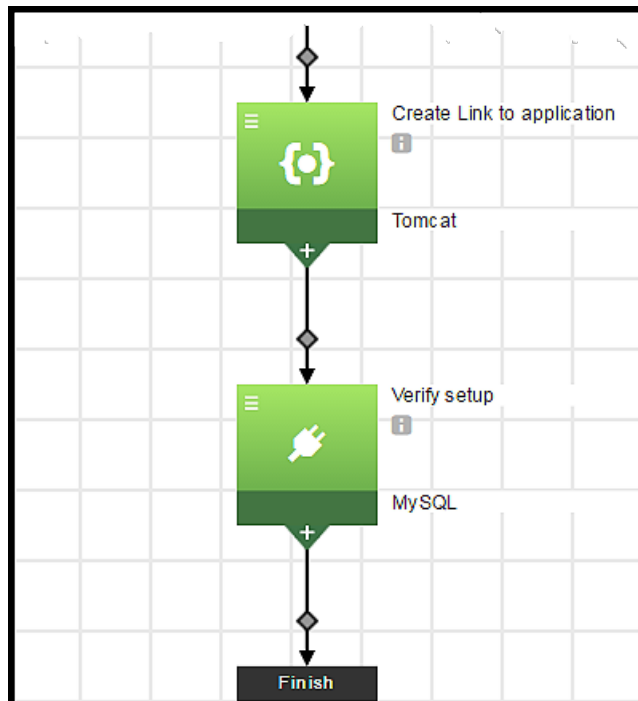 Create Link to application
Tomcat
Verify setup
MySQL
Finish